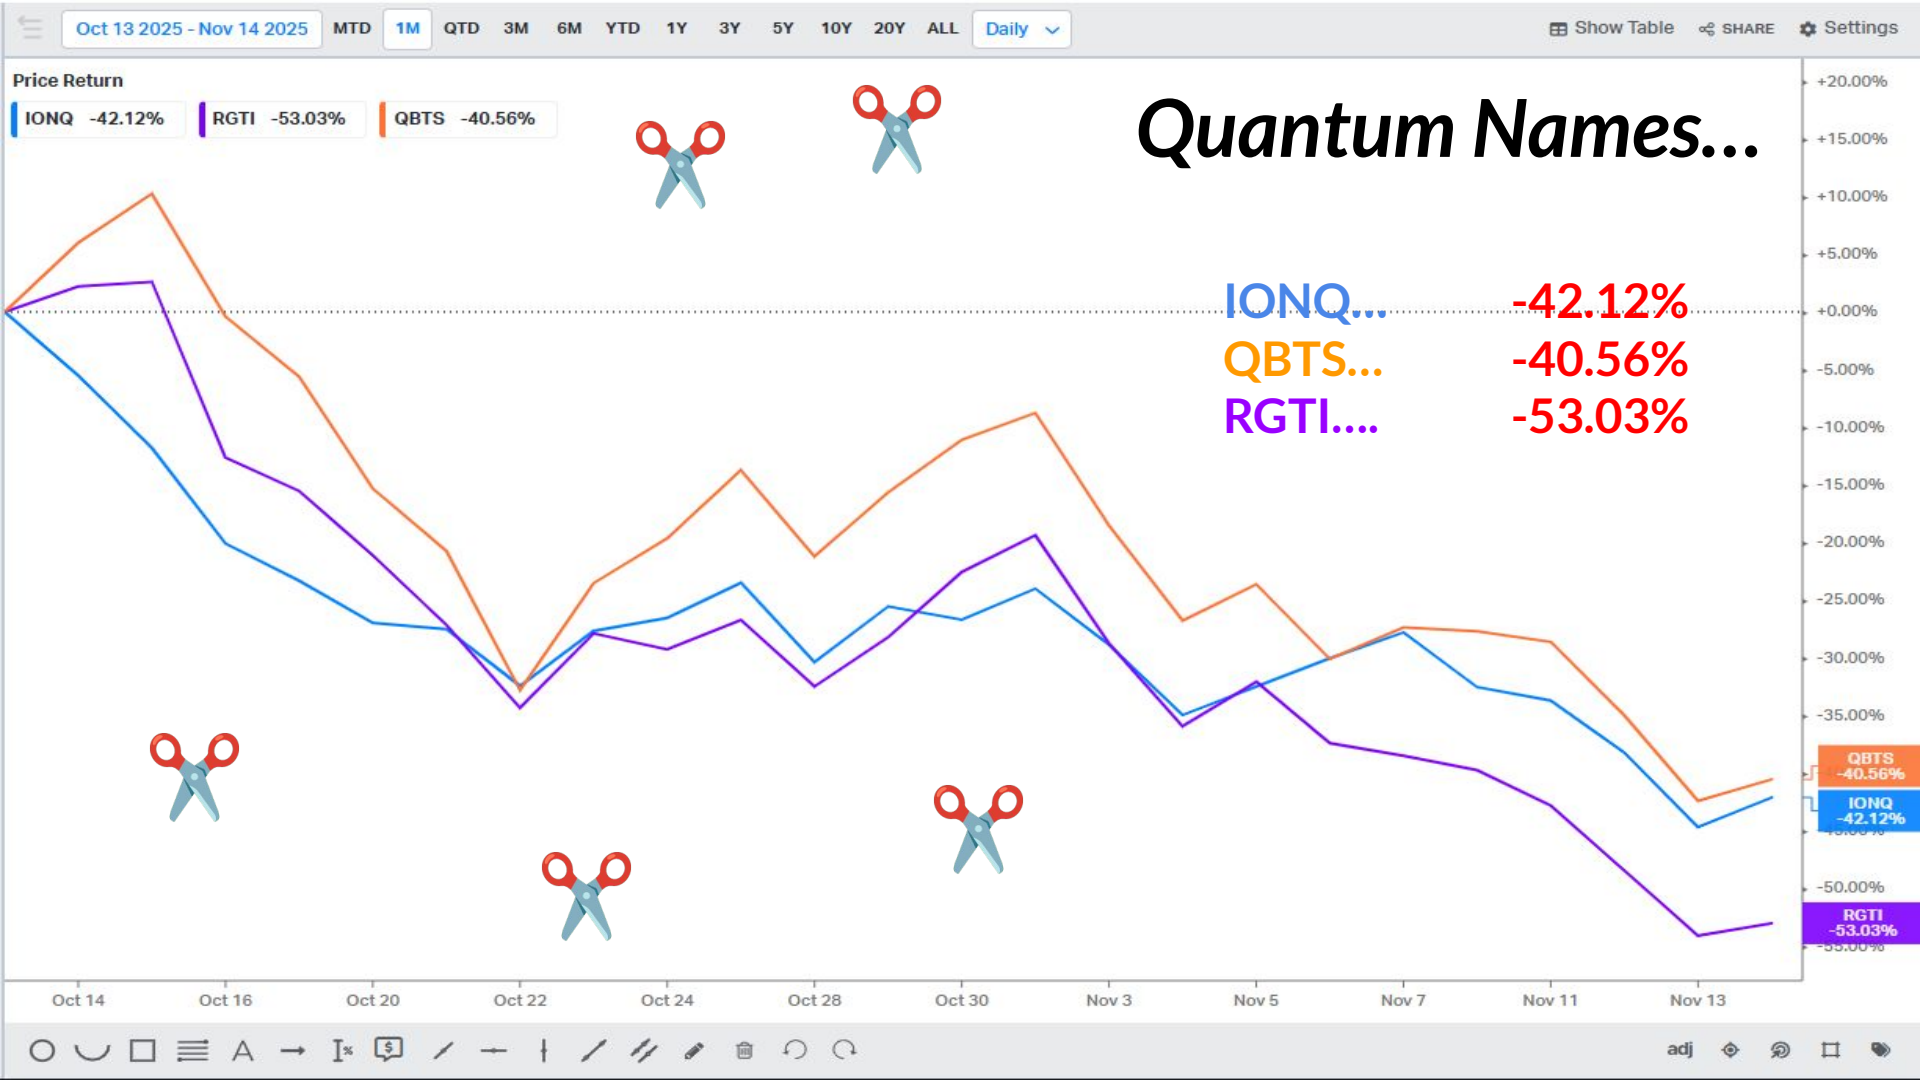 Oct 13 2025 - Nov 14 2025 MTD 1M QTD 3M 6M YTD 1Y 3Y 5Y 10Y 20Y ALL Daily Show Table SHARE Settings
Price Return
IONQ -42.12% RGTI -53.03% QBTS -40.56%
Quantum Names...
IONQ... -42.12%
QBTS... -40.56%
RGTI.... -53.03%
+20.00%
+15.00%
+10.00%
+5.00%
+0.00%
-5.00%
-10.00%
-15.00%
-20.00%
-25.00%
-30.00%
-35.00%
QBTS
-40.56%
IONQ
-42.12%
-45.00%
-50.00%
RGTI
-53.03%
-55.00%
Oct 14 Oct 16 Oct 20 Oct 22 Oct 24 Oct 28 Oct 30 Nov 3 Nov 5 Nov 7 Nov 11 Nov 13
A % $ adj